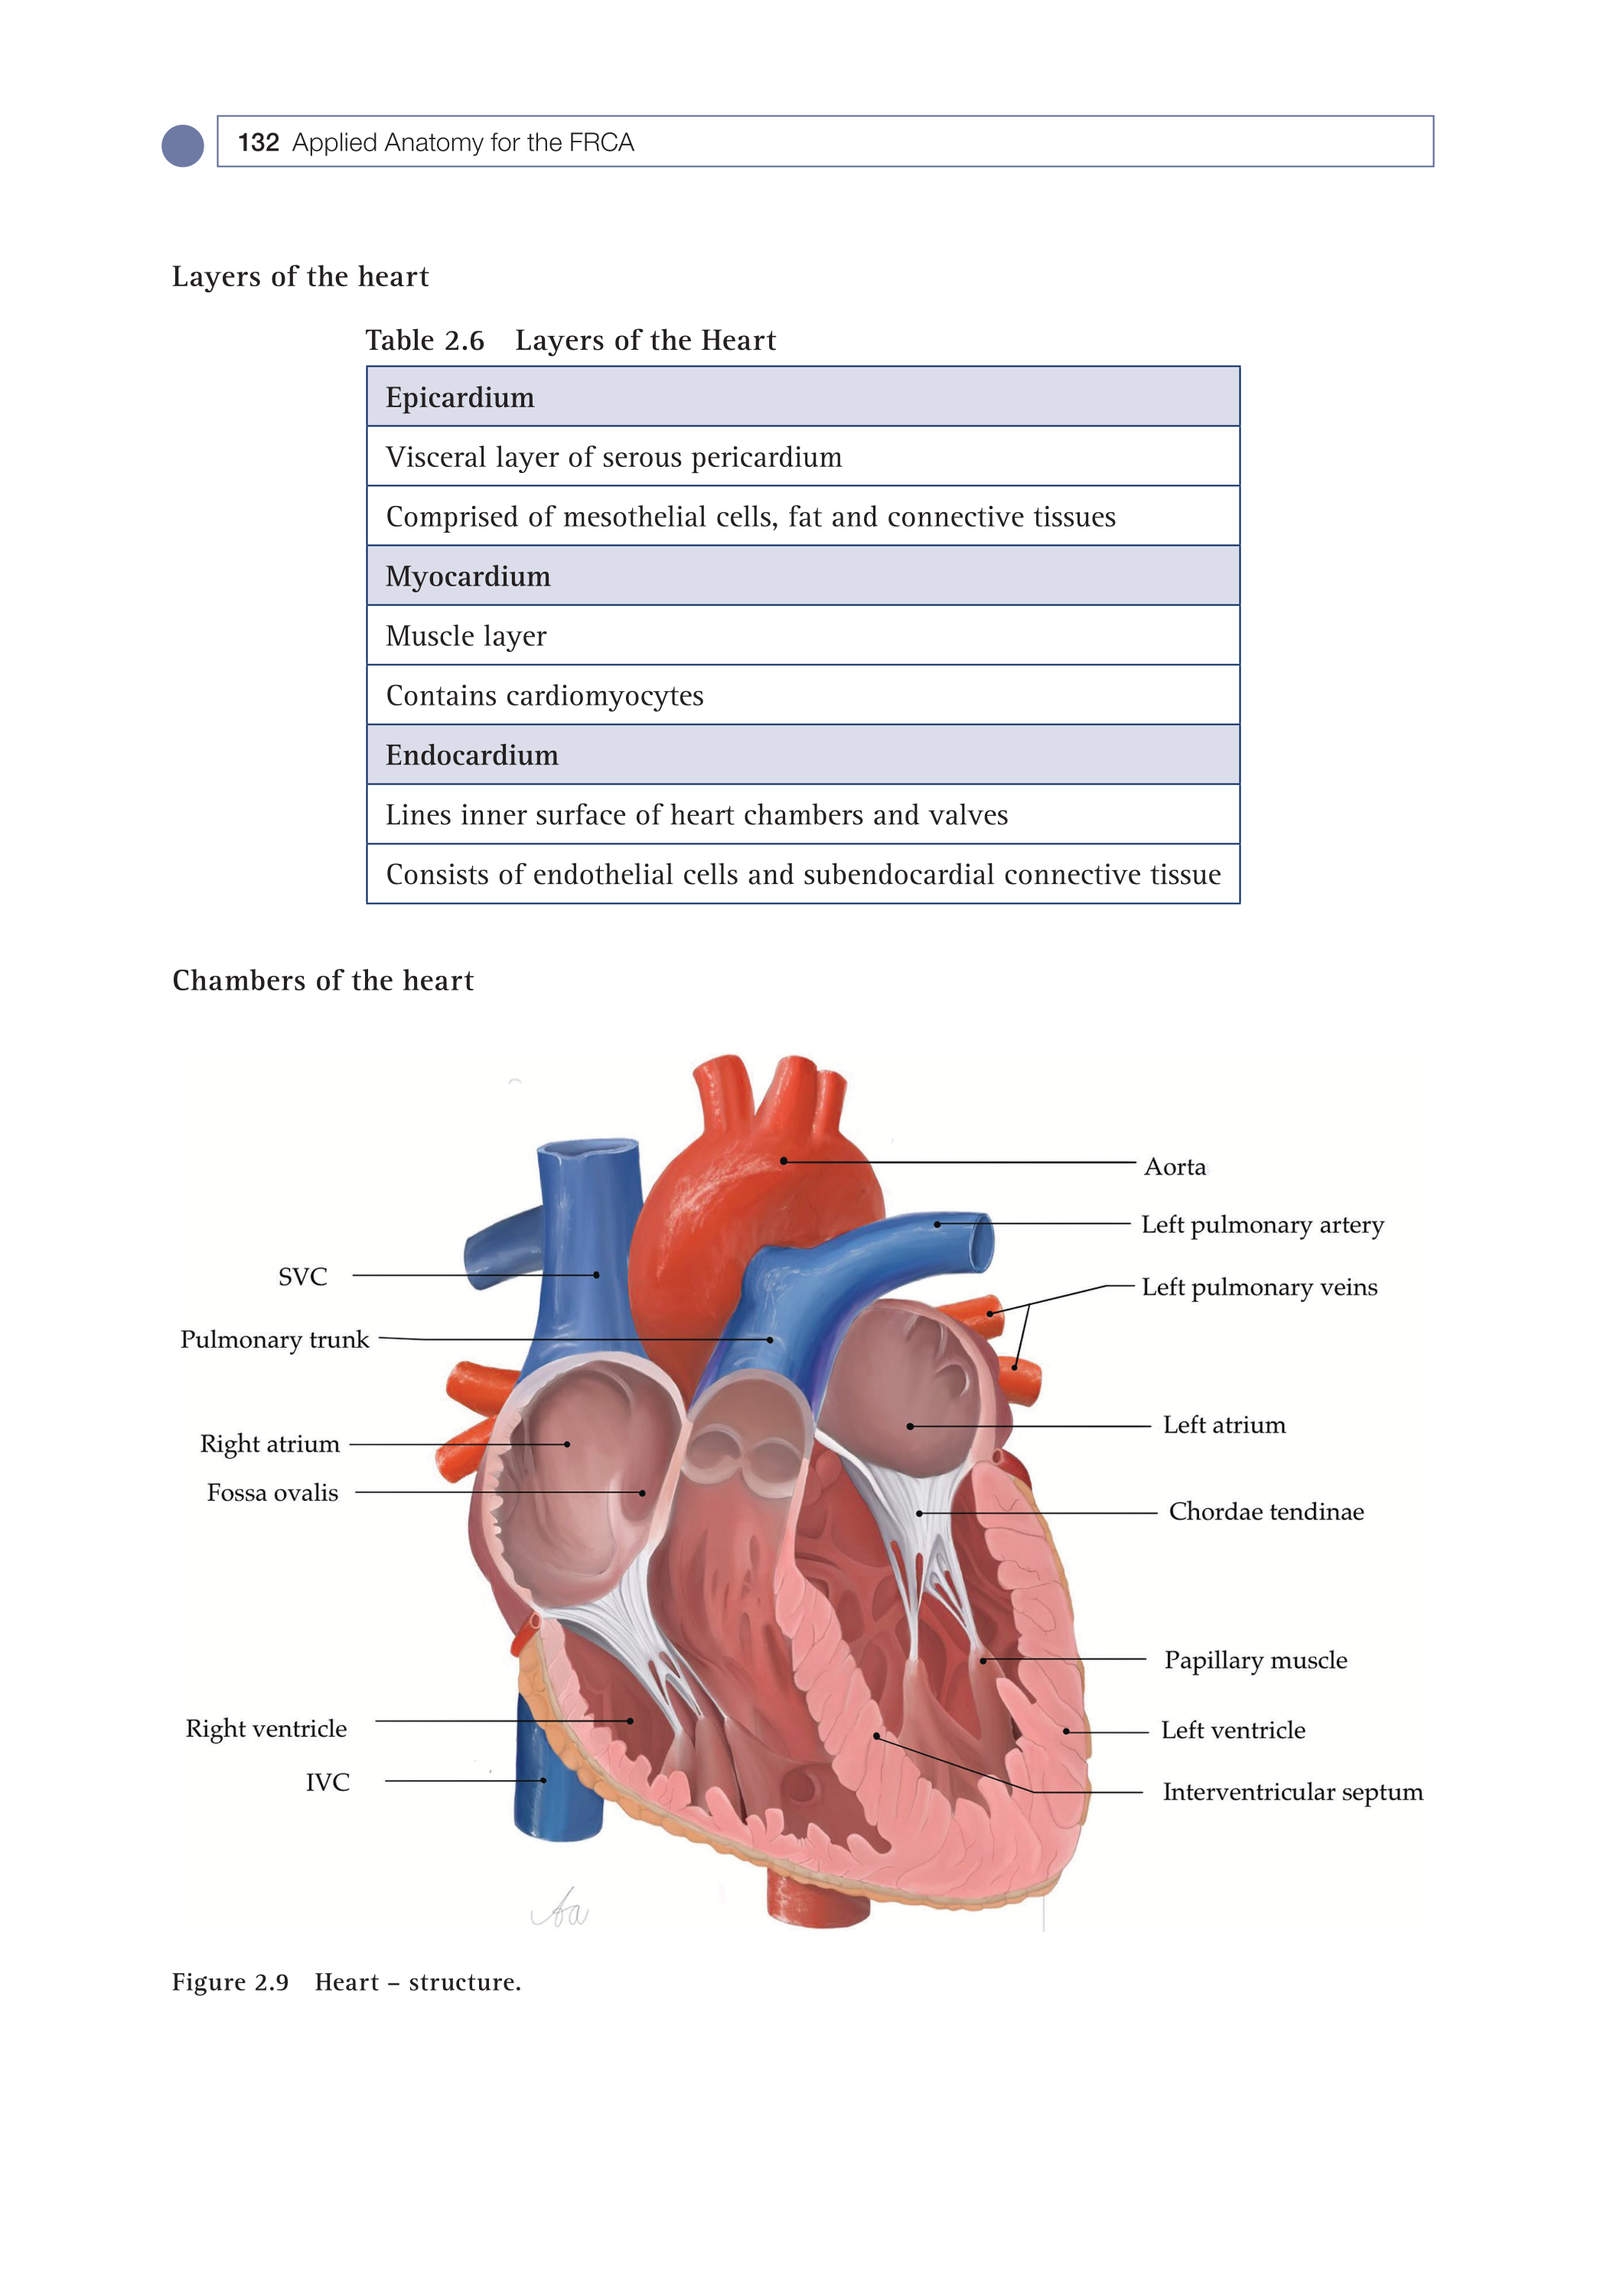 132 Applied Anatomy for the FRCA
Layers of the heart
Table 2.6 Layers of the Heart
Epicardium
Visceral layer of serous pericardium
Comprised of mesothelial cells, fat and connective tissues
Myocardium
Muscle layer
Contains cardiomyocytes
Endocardium
Lines inner surface of heart chambers and valves
Consists of endothelial cells and subendocardial connective tissue
Chambers of the heart
Aorta
Left pulmonary artery
SVC
Left pulmonary veins
Pulmonary trunk
Left atrium
Right atrium
Fossa ovalis
Chordae tendinae
Papillary muscle
Right ventricle
Left ventricle
IVC
Interventricular septum
Figure 2.9 Heart – structure.